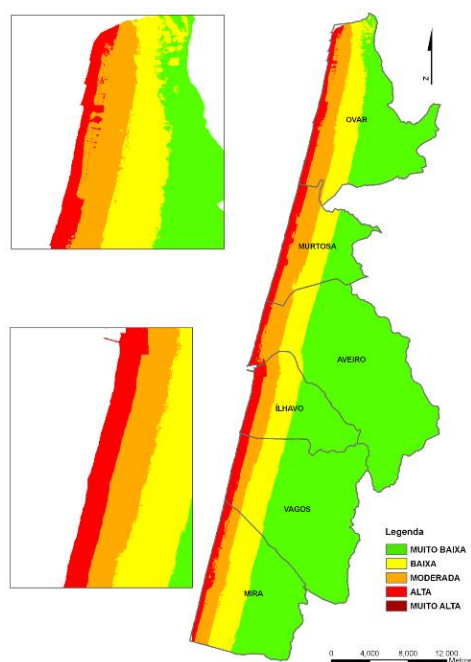 N
OVAR
MURTOSA
AVEIRO
ÍLHAVO
VAGOS
MIRA
Legenda
MUITO BAIXA
BAIXA
MODERADA
ALTA
MUITO ALTA
0 4,000 8,000 12,000
Metros